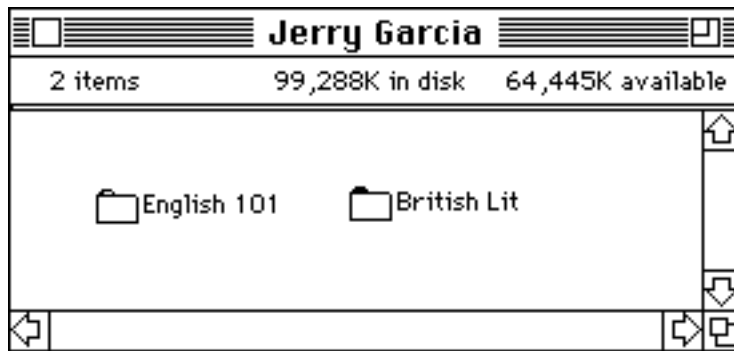 Jerry Garcia
2 items 99,288K in disk 64,445K available
English 101 British Lit